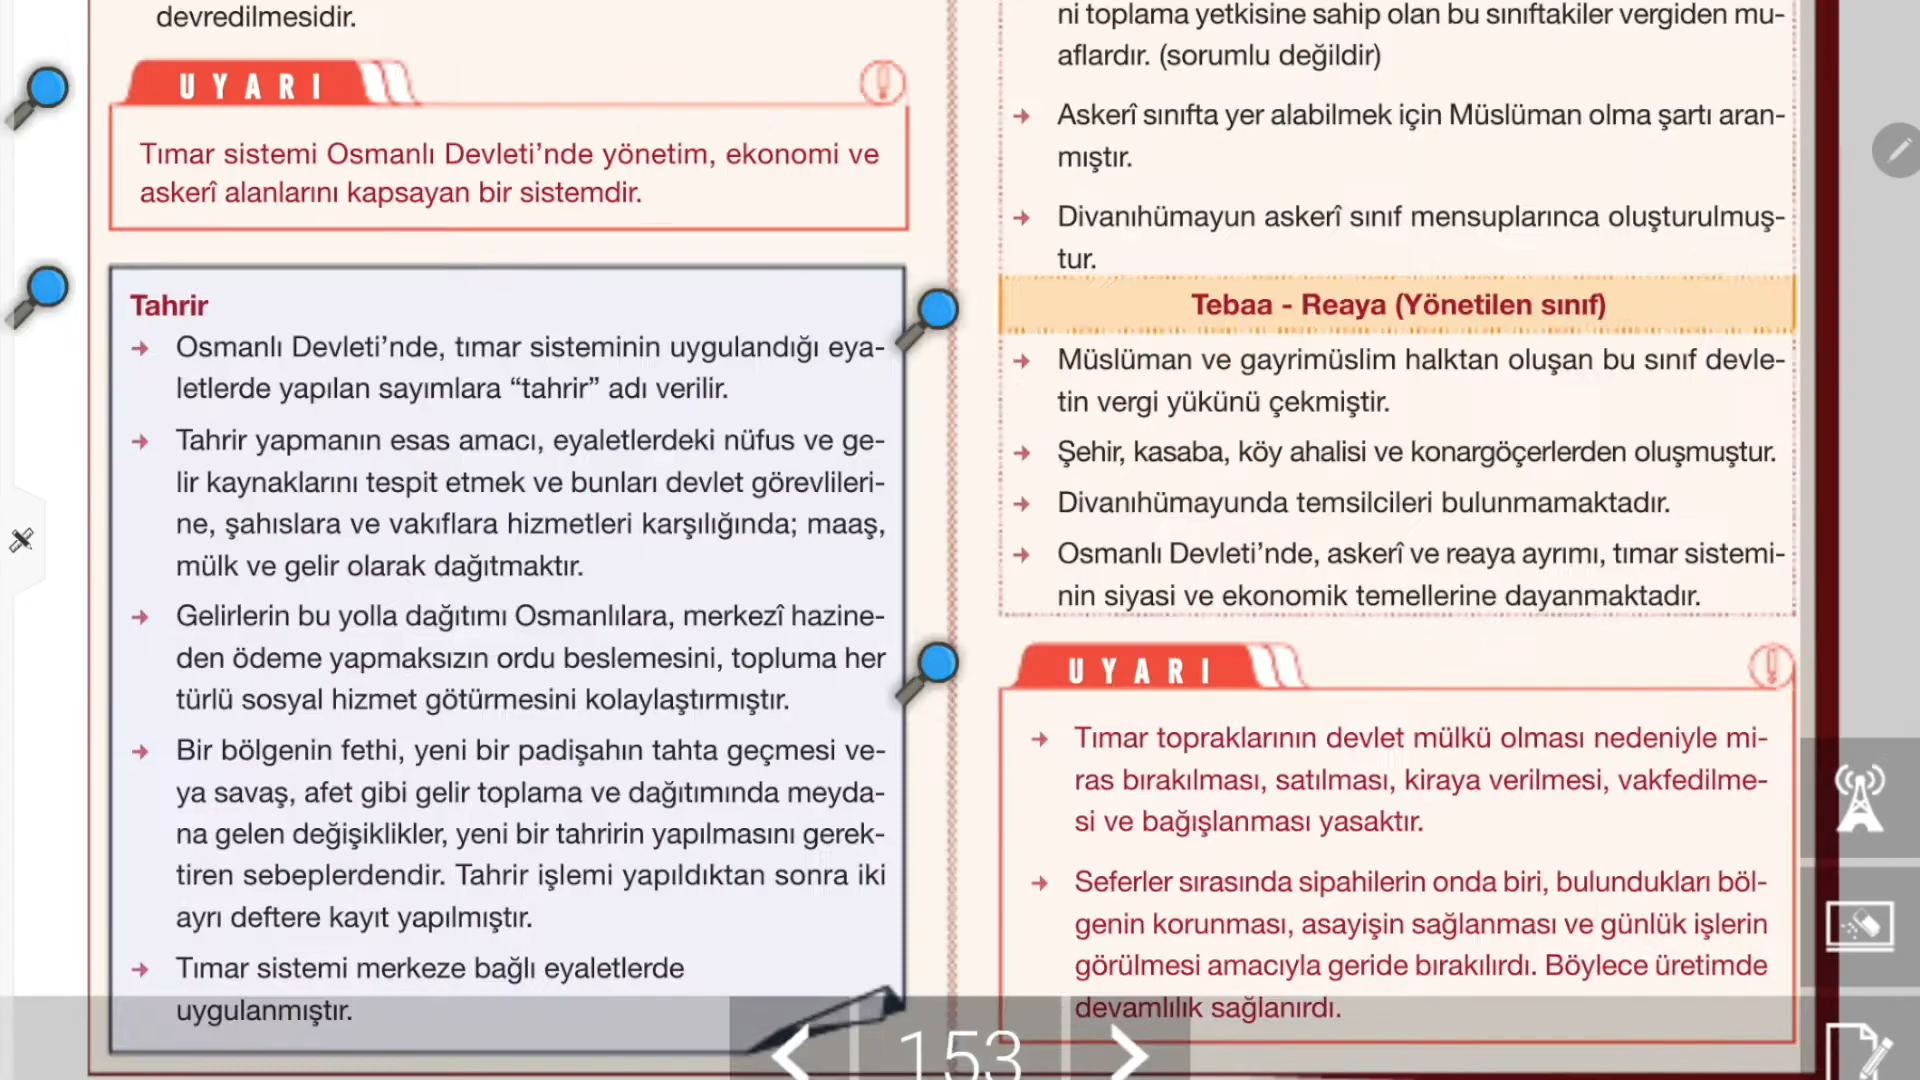 devredilmesidir.
UYARI
Tımar sistemi Osmanlı Devleti’nde yönetim, ekonomi ve
askerî alanlarını kapsayan bir sistemdir.
Tahrir
Osmanlı Devleti’nde, tımar sisteminin uygulandığı eya-
letlerde yapılan sayımlara “tahrir” adı verilir.
Tahrir yapmanın esas amacı, eyaletlerdeki nüfus ve ge-
lir kaynaklarını tespit etmek ve bunları devlet görevlileri-
ne, şahıslara ve vakıflara hizmetleri karşılığında; maaş,
mülk ve gelir olarak dağıtmaktır.
Gelirlerin bu yolla dağıtımı Osmanlılara, merkezî hazine-
den ödeme yapmaksızın ordu beslemesini, topluma her
türlü sosyal hizmet götürmesini kolaylaştırmıştır.
Bir bölgenin fethi, yeni bir padişahın tahta geçmesi ve-
ya savaş, afet gibi gelir toplama ve dağıtımında meyda-
na gelen değişiklikler, yeni bir tahririn yapılmasını gerek-
tiren sebeplerdendir. Tahrir işlemi yapıldıktan sonra iki
ayrı deftere kayıt yapılmıştır.
Tımar sistemi merkeze bağlı eyaletlerde
uygulanmıştır.
ni toplama yetkisine sahip olan bu sınıftakiler vergiden mu-
aflardır. (sorumlu değildir)
Askerî sınıfta yer alabilmek için Müslüman olma şartı aran-
mıştır.
Divanıhümayun askerî sınıf mensuplarınca oluşturulmuş-
tur.
Tebaa - Reaya (Yönetilen sınıf)
Müslüman ve gayrimüslim halktan oluşan bu sınıf devle-
tin vergi yükünü çekmiştir.
Şehir, kasaba, köy ahalisi ve konargöçerlerden oluşmuştur.
Divanıhümayunda temsilcileri bulunmamaktadır.
Osmanlı Devleti’nde, askerî ve reaya ayrımı, tımar sistemi-
nin siyasi ve ekonomik temellerine dayanmaktadır.
UYARI
Tımar topraklarının devlet mülkü olması nedeniyle mi-
ras bırakılması, satılması, kiraya verilmesi, vakfedilme-
si ve bağışlanması yasaktır.
Seferler sırasında sipahilerin onda biri, bulundukları böl-
genin korunması, asayişin sağlanması ve günlük işlerin
görülmesi amacıyla geride bırakılırdı. Böylece üretimde
devamlılık sağlanırdı.
153